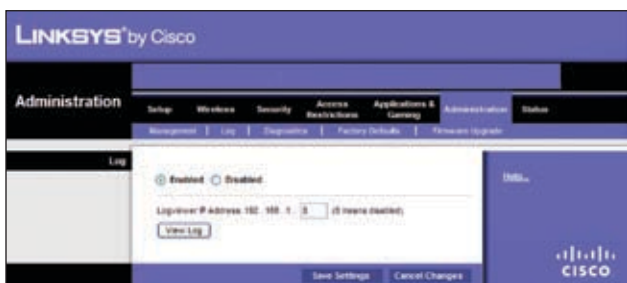 LINKSYS® by Cisco
Administration
Setup Wireless Security Access Restrictions Applications & Gaming Administration Status
Management | Log | Diagnostics | Factory Defaults | Firmware Upgrade
Log
Enabled Disabled
Logviewer IP Address 192 . 168 . 1 . 0 (0 means disabled)
View Log
Help...
Save Settings Cancel Changes
CISCO